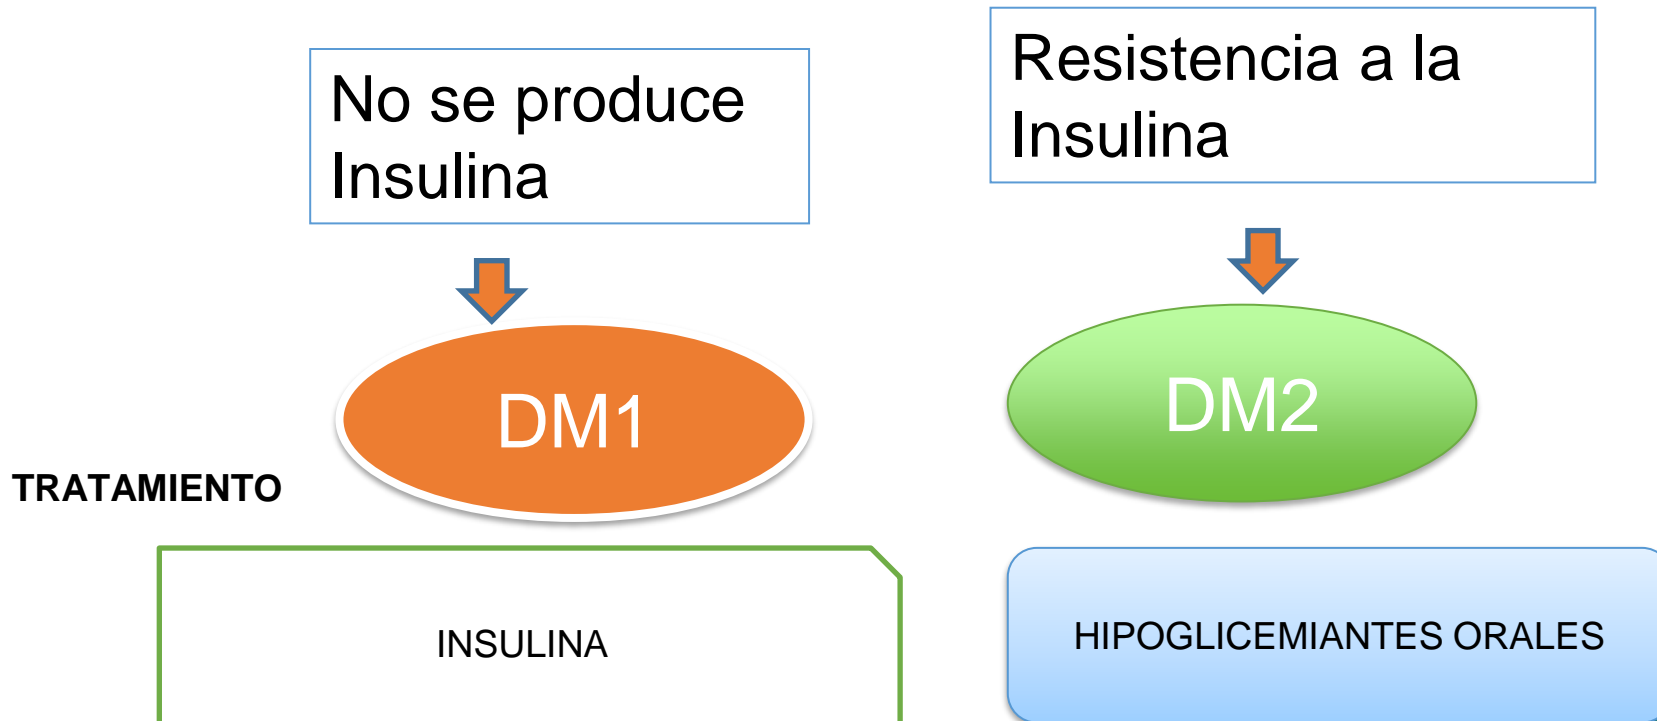 No se produce
Insulina
Resistencia a la
Insulina
DM1
DM2
TRATAMIENTO
INSULINA
HIPOGLICEMIANTES ORALES